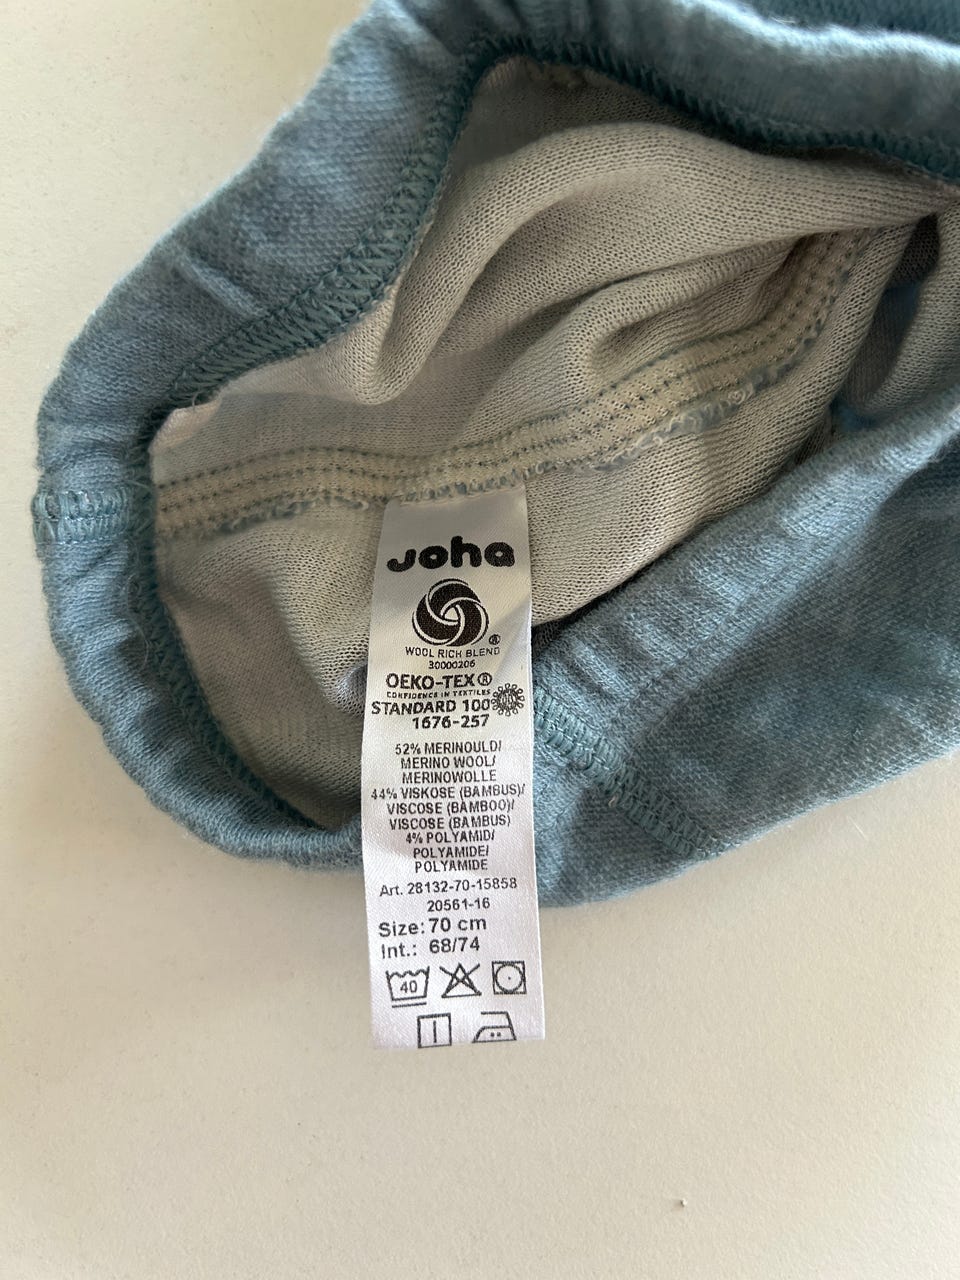 Joha
WOOL RICH BLEND ®
30000206
OEKO-TEX®
CONFIDENCE IN TEXTILES
STANDARD 100
1676-257
52% MERINOULD/
MERINO WOOL/
MERINOWOLLE
44% VISKOSE (BAMBUS)/
VISCOSE (BAMBOO)/
VISCOSE (BAMBUS)
4% POLYAMID/
POLYAMIDE/
POLYAMIDE
Art. 28132-70-15858
20561-16
Size: 70 cm
Int.: 68/74
40